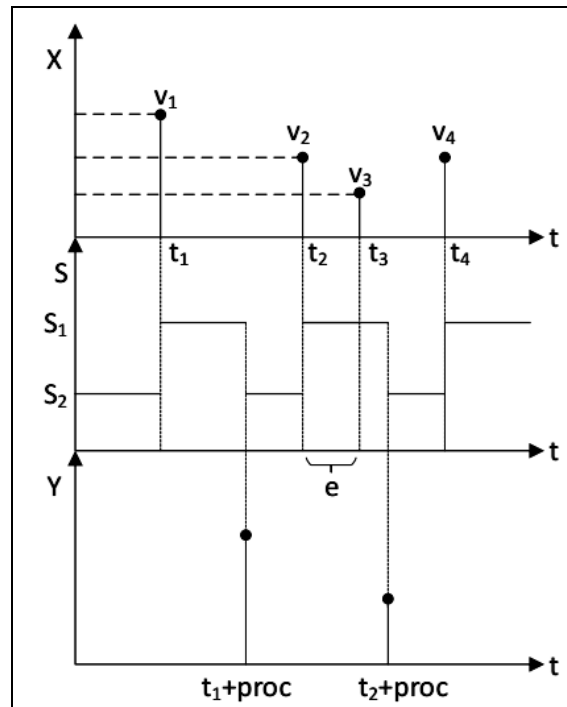 X
v₁
v₂
v₃
v₄
t₁ t₂ t₃ t₄ t
S
S₁
S₂
t
e
Y
t
t₁+proc t₂+proc